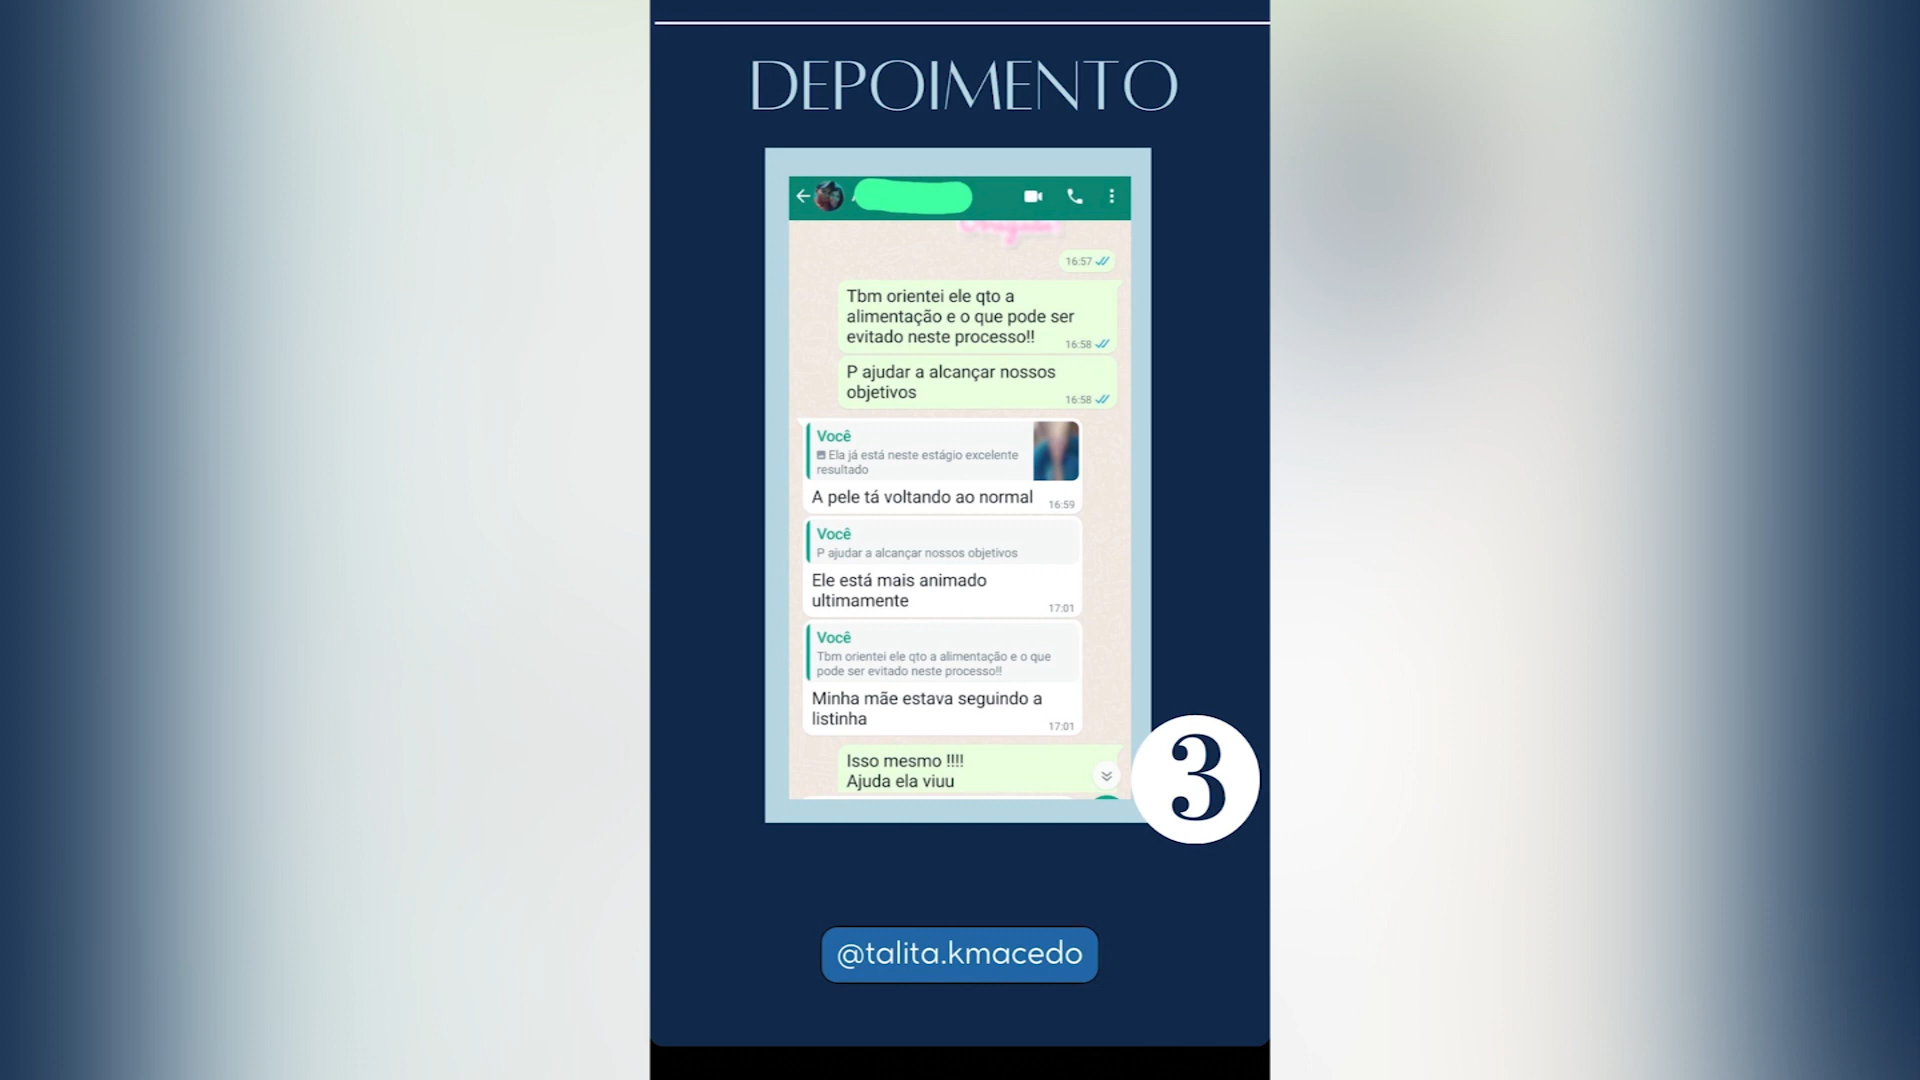 DEPOIMENTO
16:57
Tbm orientei ele qto a
alimentação e o que pode ser
evitado neste processo!!
16:58
P ajudar a alcançar nossos
objetivos
16:58
Você
Ela já está neste estágio excelente
resultado
A pele tá voltando ao normal
16:59
Você
P ajudar a alcançar nossos objetivos
Ele está mais animado
ultimamente
17:01
Você
Tbm orientei ele qto a alimentação e o que
pode ser evitado neste processo!!
Minha mãe estava seguindo a
listinha
17:01
Isso mesmo !!!!
Ajuda ela viuu
3
@talita.kmacedo